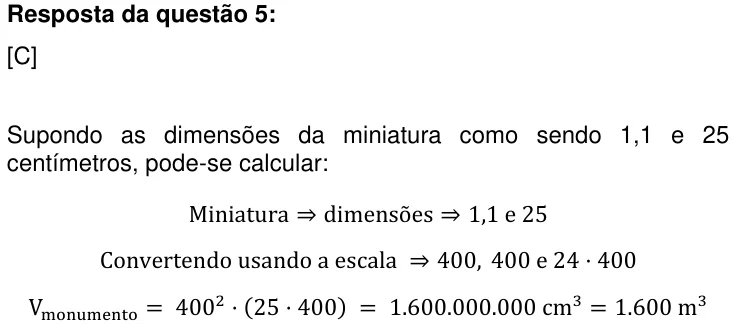 Resposta da questão 5:
[C]
Supondo as dimensões da miniatura como sendo 1,1 e 25
centímetros, pode-se calcular:
Miniatura ⇒ dimensões ⇒ 1,1 e 25
Convertendo usando a escala ⇒ 400, 400 e 24 · 400
V_monumento = 400² · (25 · 400) = 1.600.000.000 cm³ = 1.600 m³